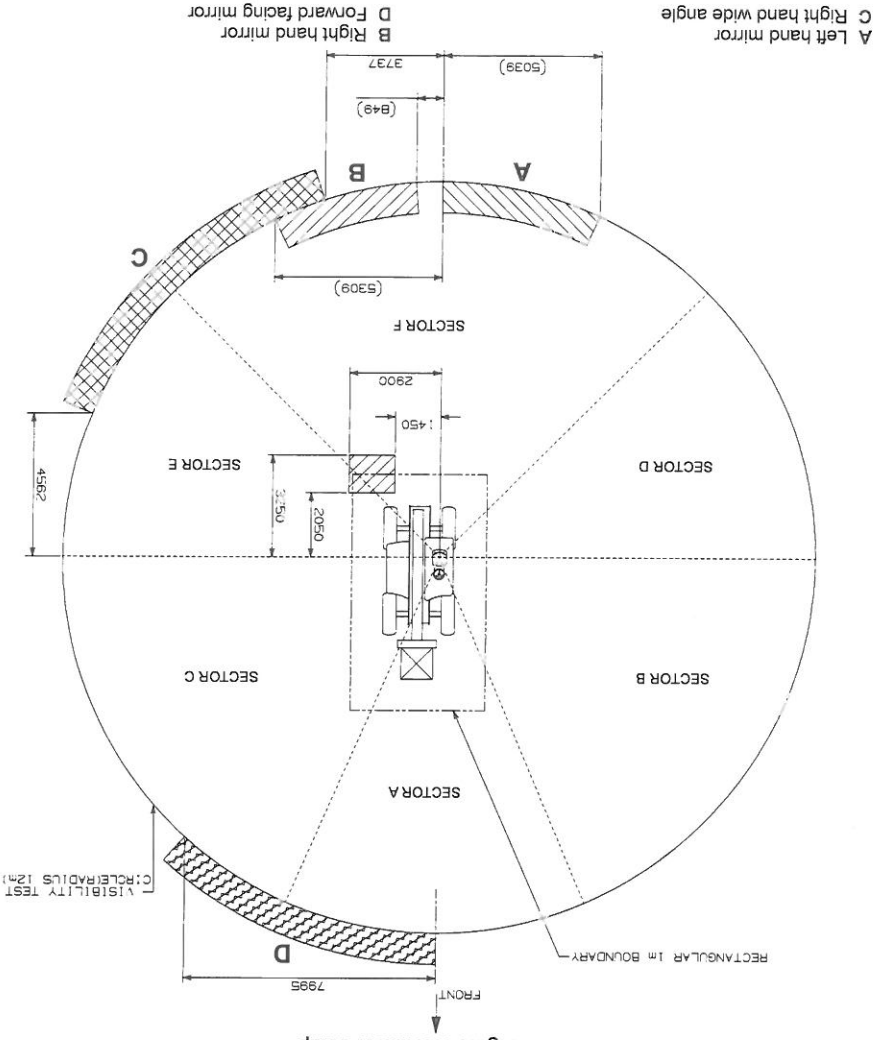 FRONT
7995
RECTANGULAR 1m BOUNDARY
D
VISIBILITY TEST
CIRCLE(RADIUS 12m)
SECTOR A
SECTOR B
SECTOR C
2050
3250
4562
SECTOR D
SECTOR E
1450
2900
SECTOR F
(5309)
C
A
B
(849)
(5039)
3737
A Left hand mirror
B Right hand mirror
C Right hand wide angle
D Forward facing mirror